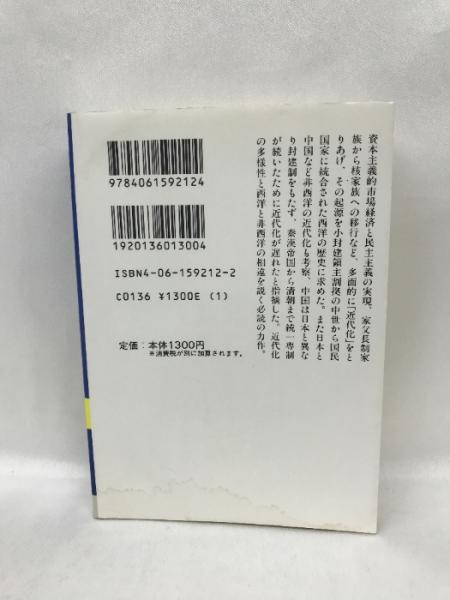 資本主義的市場経済と民主主義の実現、家父長制家
族から核家族への移行など、多面的に「近代化」をと
りあげ、その起源を小封建領主割拠の中世から国民
国家に統合された西洋の歴史に求めた。また日本と
中国など非西洋の近代化も考察、中国は日本と異な
り封建制をもたず、秦漢帝国から清朝まで統一専制
が続いたために近代化が遅れたと指摘した。近代化
の多様性と西洋と非西洋の相違を説く必読の力作。
9784061592124
1920136013004
ISBN4-06-159212-2
C0136 ¥1300E (1)
定価：本体1300円
※消費税が別に加算されます。